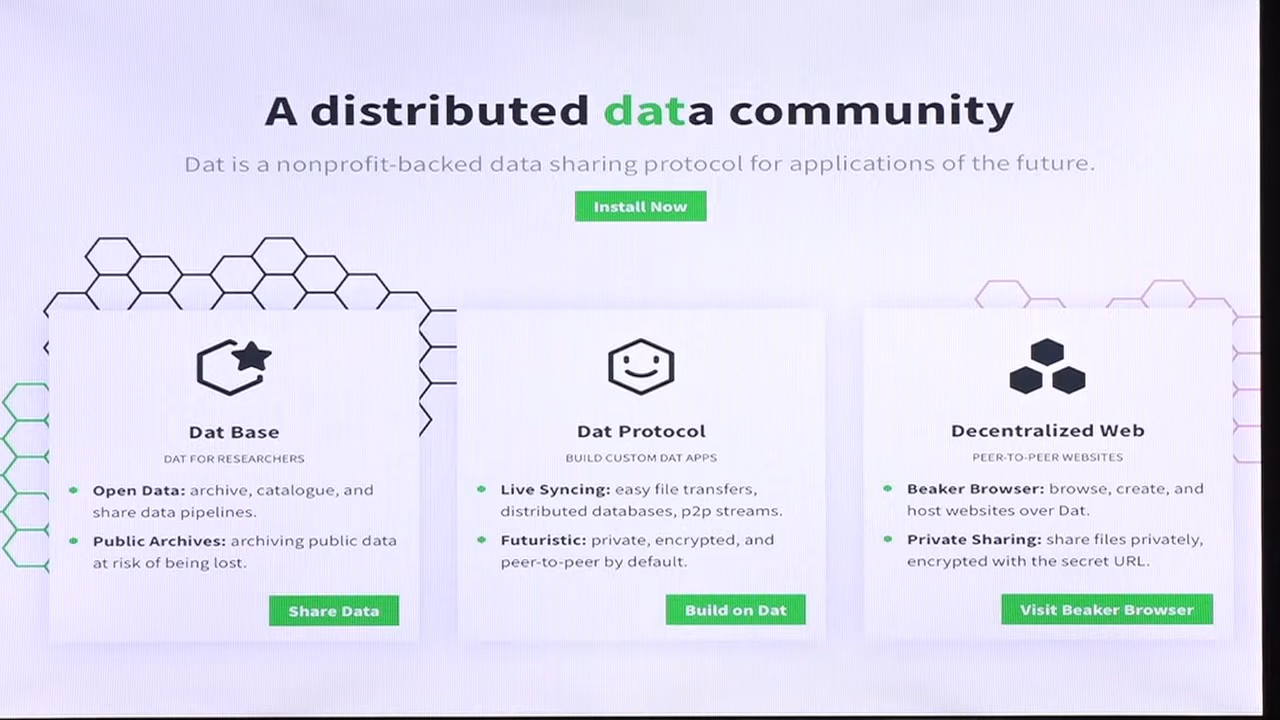 A distributed data community
Dat is a nonprofit-backed data sharing protocol for applications of the future.
Install Now
Dat Base
DAT FOR RESEARCHERS
Open Data: archive, catalogue, and
share data pipelines.
Public Archives: archiving public data
at risk of being lost.
Share Data
Dat Protocol
BUILD CUSTOM DAT APPS
Live Syncing: easy file transfers,
distributed databases, p2p streams.
Futuristic: private, encrypted, and
peer-to-peer by default.
Build on Dat
Decentralized Web
PEER-TO-PEER WEBSITES
Beaker Browser: browse, create, and
host websites over Dat.
Private Sharing: share files privately,
encrypted with the secret URL.
Visit Beaker Browser